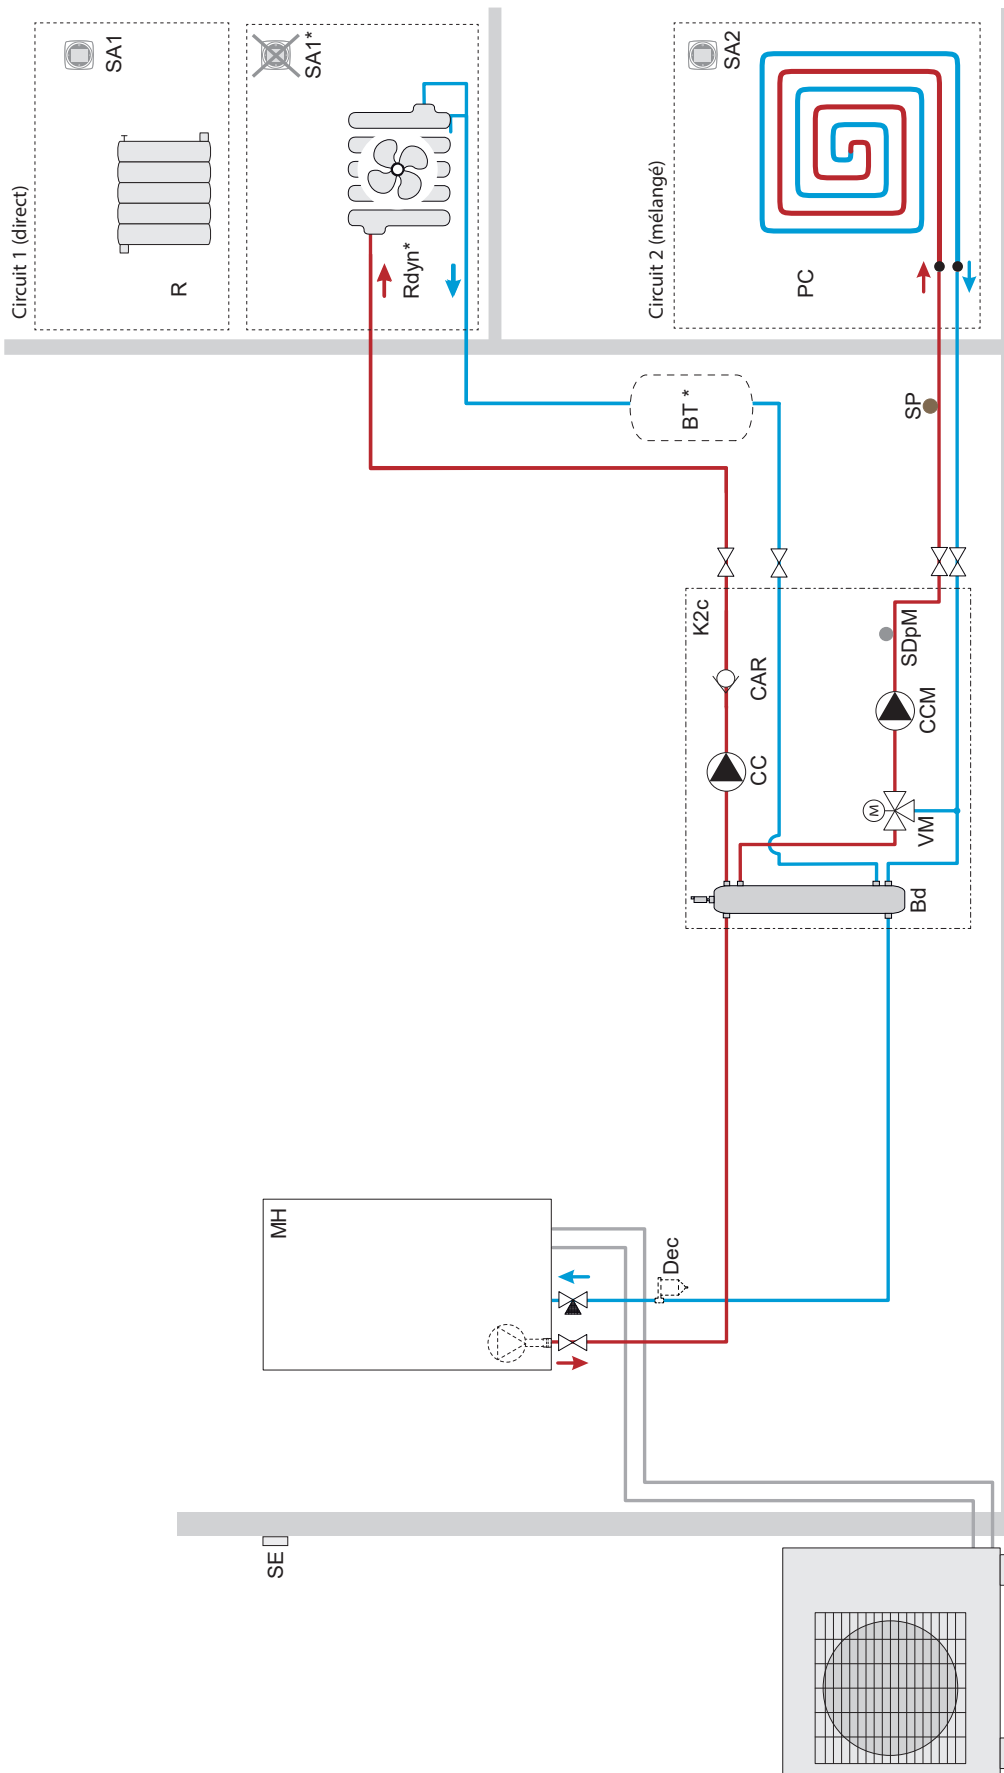 Circuit 1 (direct)
SA1
R
SA1*
Rdyn*
Circuit 2 (mélangé)
SA2
PC
BT *
SP
K2c
SDpM
CAR
CCM
CC
M
VM
Bd
MH
Dec
SE